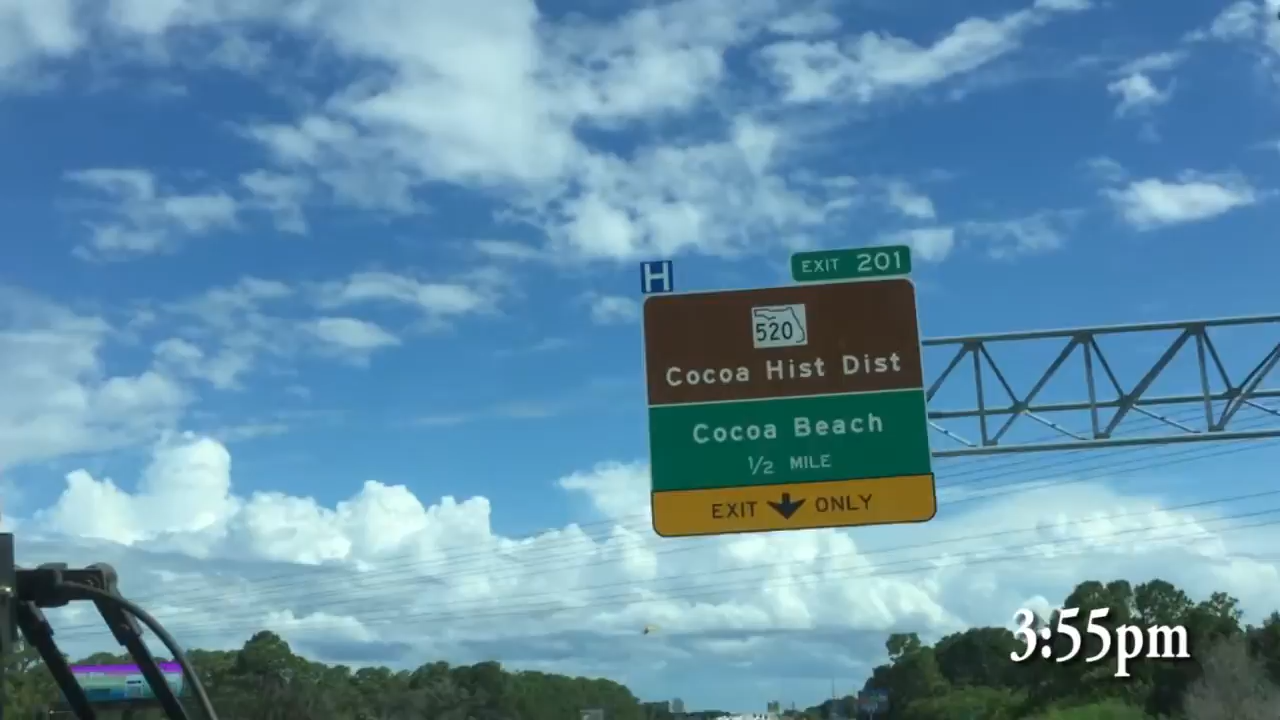 H
EXIT 201
520
Cocoa Hist Dist
Cocoa Beach
1/2 MILE
EXIT ONLY
3:55pm